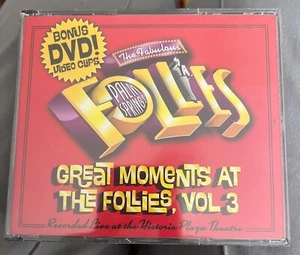 BONUS
DVD!
VIDEO CLIPS
The Fabulous
PALM
SPRINGS
FOLLIES
GREAT MOMENTS AT
THE FOLLIES, VOL 3
Recorded Live at the Historic Plaza Theatre